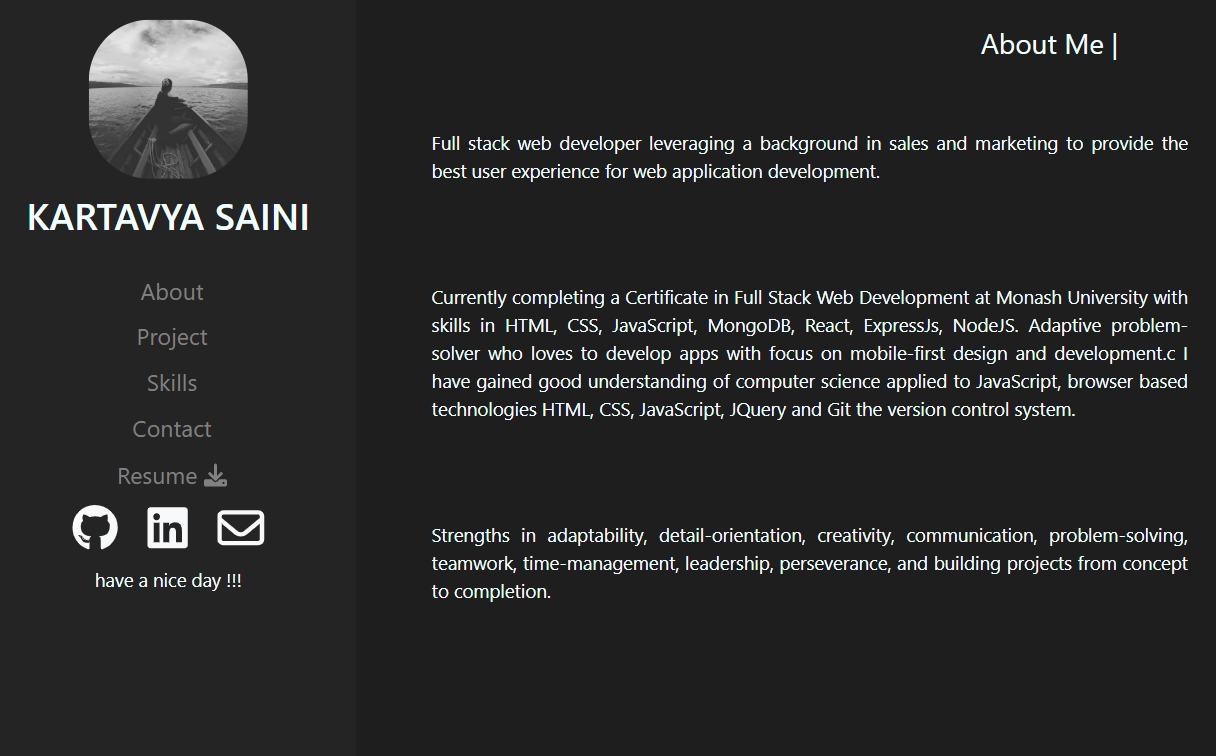 KARTAVYA SAINI
About
Project
Skills
Contact
Resume
in
have a nice day !!!
About Me |
Full stack web developer leveraging a background in sales and marketing to provide the
best user experience for web application development.
Currently completing a Certificate in Full Stack Web Development at Monash University with
skills in HTML, CSS, JavaScript, MongoDB, React, ExpressJs, NodeJS. Adaptive problem-
solver who loves to develop apps with focus on mobile-first design and development.c I
have gained good understanding of computer science applied to JavaScript, browser based
technologies HTML, CSS, JavaScript, JQuery and Git the version control system.
Strengths in adaptability, detail-orientation, creativity, communication, problem-solving,
teamwork, time-management, leadership, perseverance, and building projects from concept
to completion.